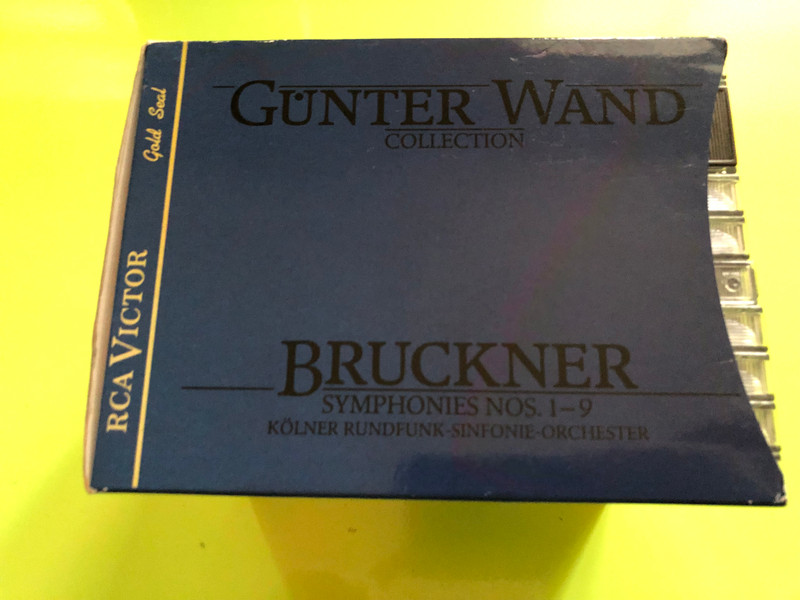 GÜNTER WAND
COLLECTION
BRUCKNER
SYMPHONIES NOS. 1–9
KÖLNER RUNDFUNK-SINFONIE-ORCHESTER
RCA VICTOR
Gold Seal